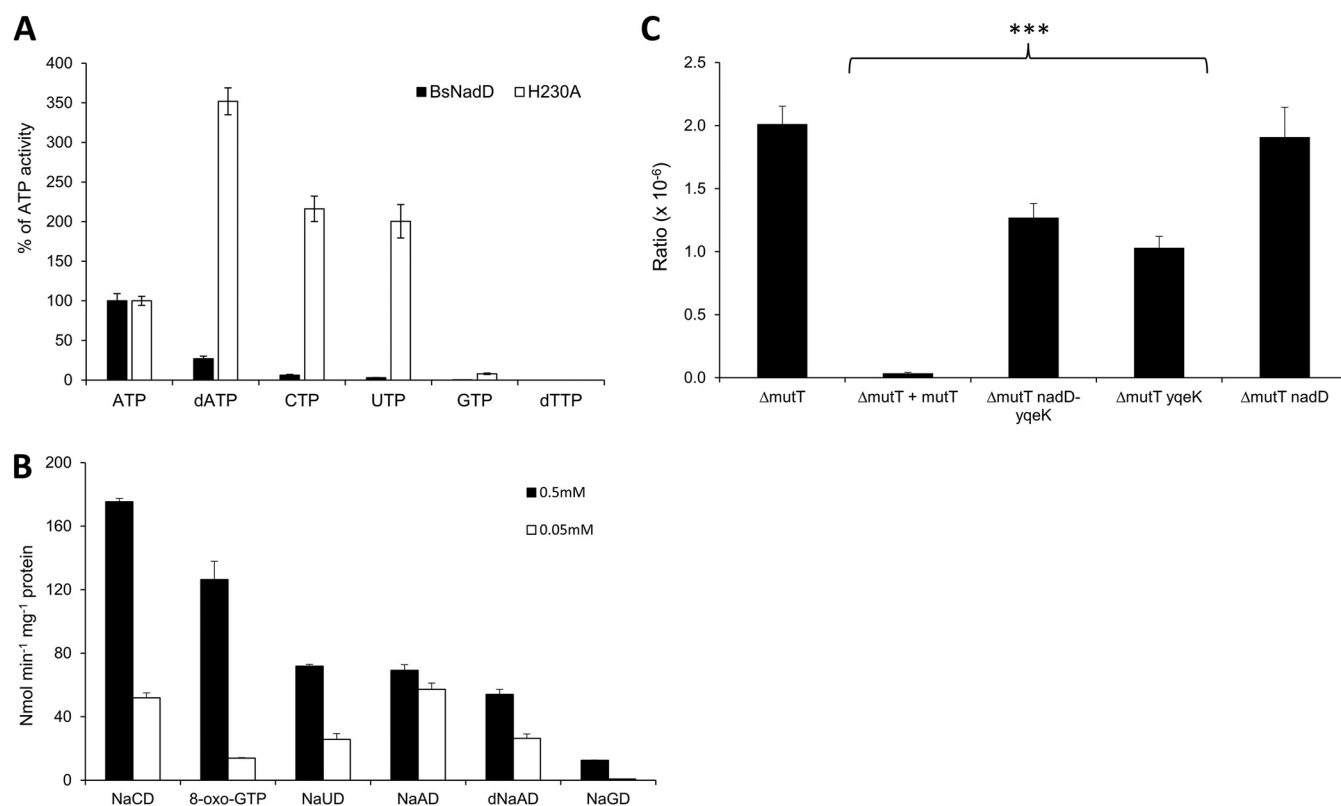 A
% of ATP activity
400
350
300
250
200
150
100
50
0
BsNadD H230A
ATP dATP CTP UTP GTP dTTP
B
Nmol min⁻¹ mg⁻¹ protein
200
160
120
80
40
0
0.5mM
0.05mM
NaCD 8-oxo-GTP NaUD NaAD dNaAD NaGD
C
***
Ratio (x 10⁻⁶)
2.5
2.0
1.5
1.0
0.5
0.0
ΔmutT ΔmutT + mutT ΔmutT nadD- ΔmutT yqeK ΔmutT nadD
yqeK